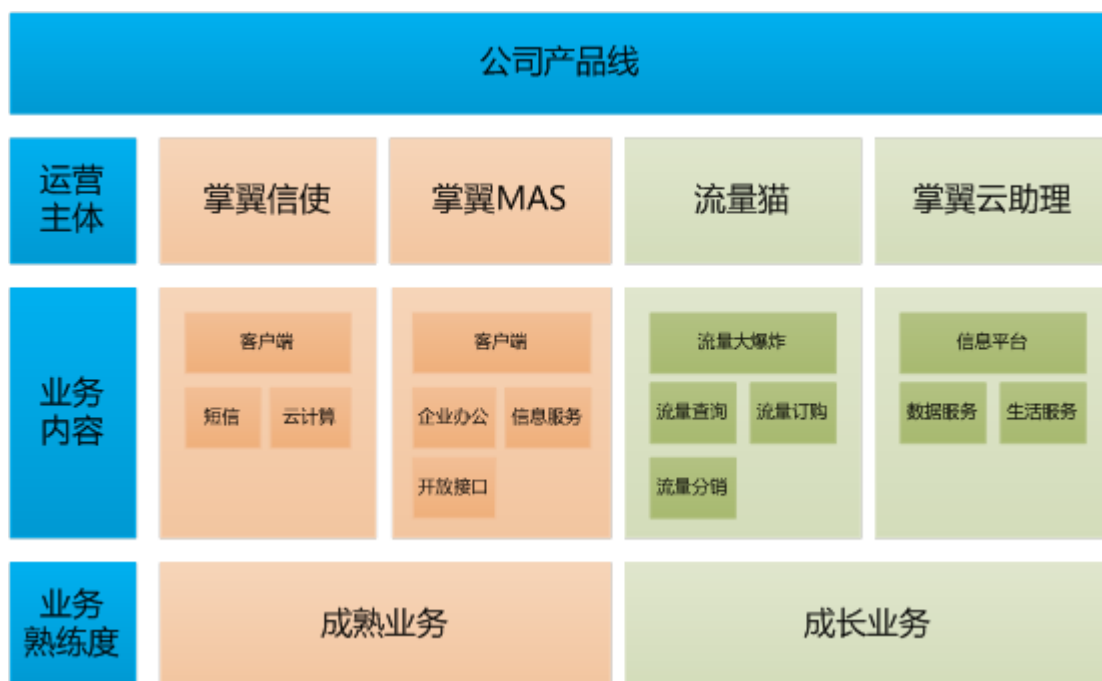 公司产品线
运营
主体
掌翼信使
掌翼MAS
流量猫
掌翼云助理
业务
内容
客户端
短信
云计算
客户端
企业办公
信息服务
开放接口
流量大爆炸
流量查询
流量订购
流量分销
信息平台
数据服务
生活服务
业务
熟练度
成熟业务
成长业务